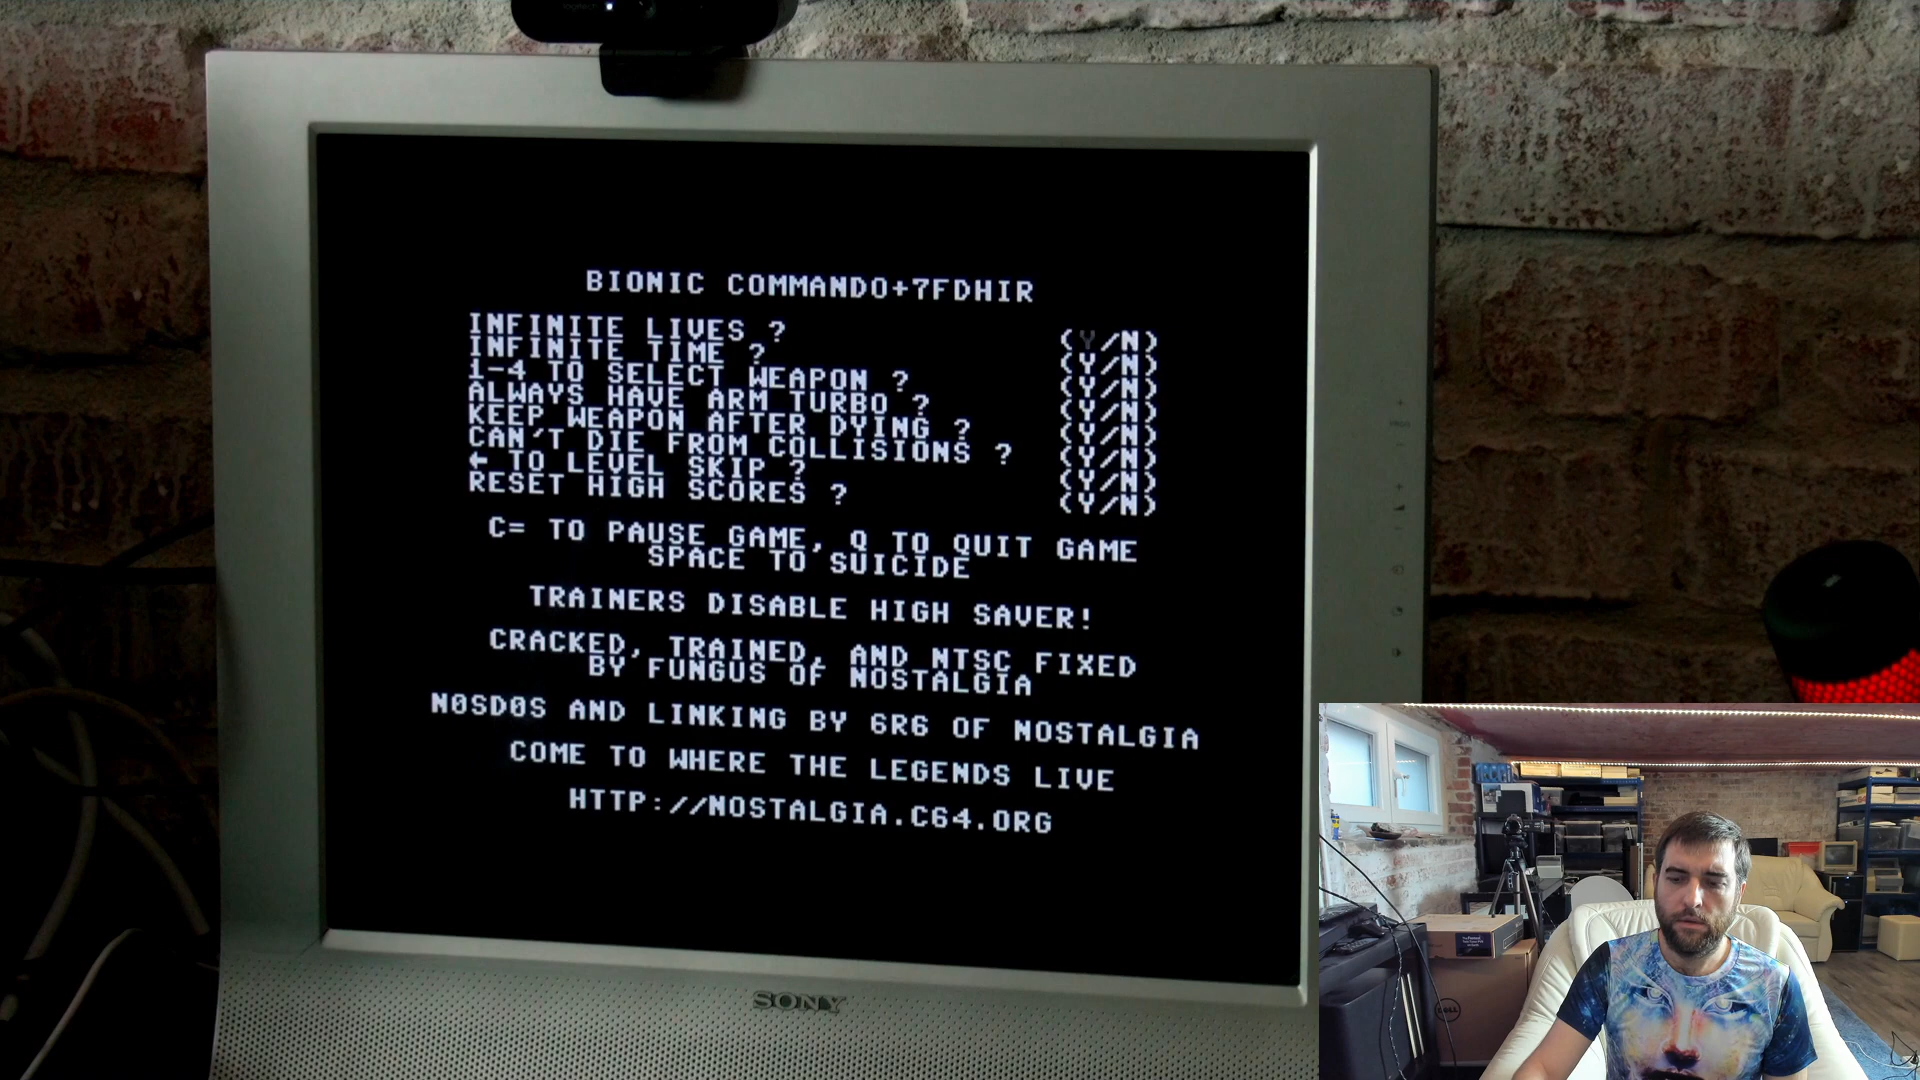 logitech
BIONIC COMMANDO+7FDHIR
INFINITE LIVES ? (Y/N)
INFINITE TIME ? (Y/N)
1-4 TO SELECT WEAPON ? (Y/N)
ALWAYS HAVE ARM TURBO ? (Y/N)
KEEP WEAPON AFTER DYING ? (Y/N)
CAN'T DIE FROM COLLISIONS ? (Y/N)
← TO LEVEL SKIP ? (Y/N)
RESET HIGH SCORES ? (Y/N)
C= TO PAUSE GAME, Q TO QUIT GAME
SPACE TO SUICIDE
TRAINERS DISABLE HIGH SAVER!
CRACKED, TRAINED, AND NTSC FIXED
BY FUNGUS OF NOSTALGIA
N0SD0S AND LINKING BY 6R6 OF NOSTALGIA
COME TO WHERE THE LEGENDS LIVE
HTTP://NOSTALGIA.C64.ORG
SONY
DELL